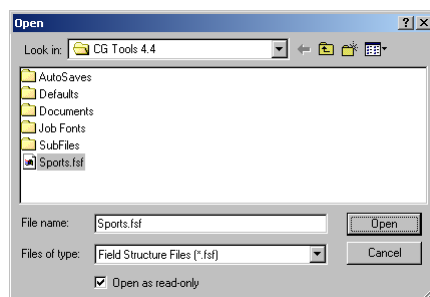 Open
Look in: CG Tools 4.4
AutoSaves
Defaults
Documents
Job Fonts
SubFiles
Sports.fsf
File name: Sports.fsf Open
Files of type: Field Structure Files (*.fsf) Cancel
Open as read-only